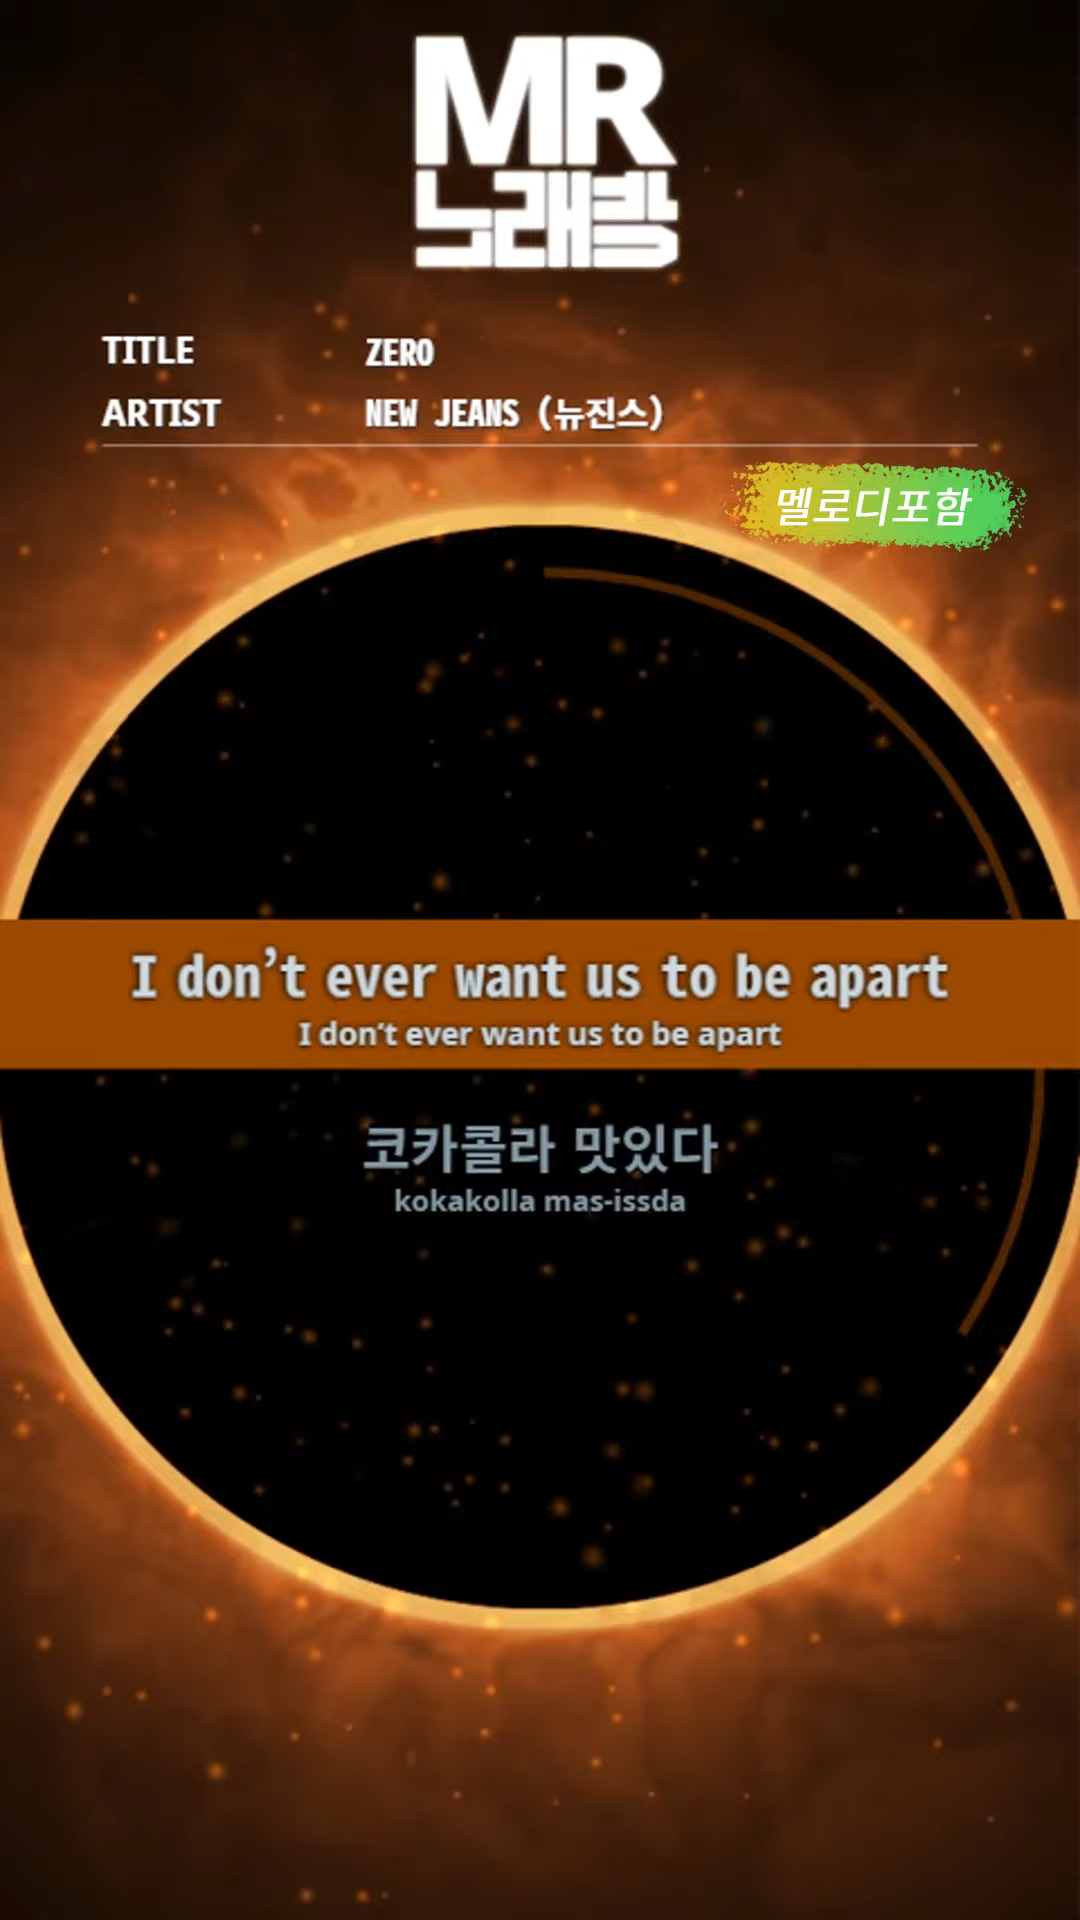 MR
노래방
TITLE ZERO
ARTIST NEW JEANS (뉴진스)
멜로디포함
I don’t ever want us to be apart
I don’t ever want us to be apart
코카콜라 맛있다
kokakolla mas-issda